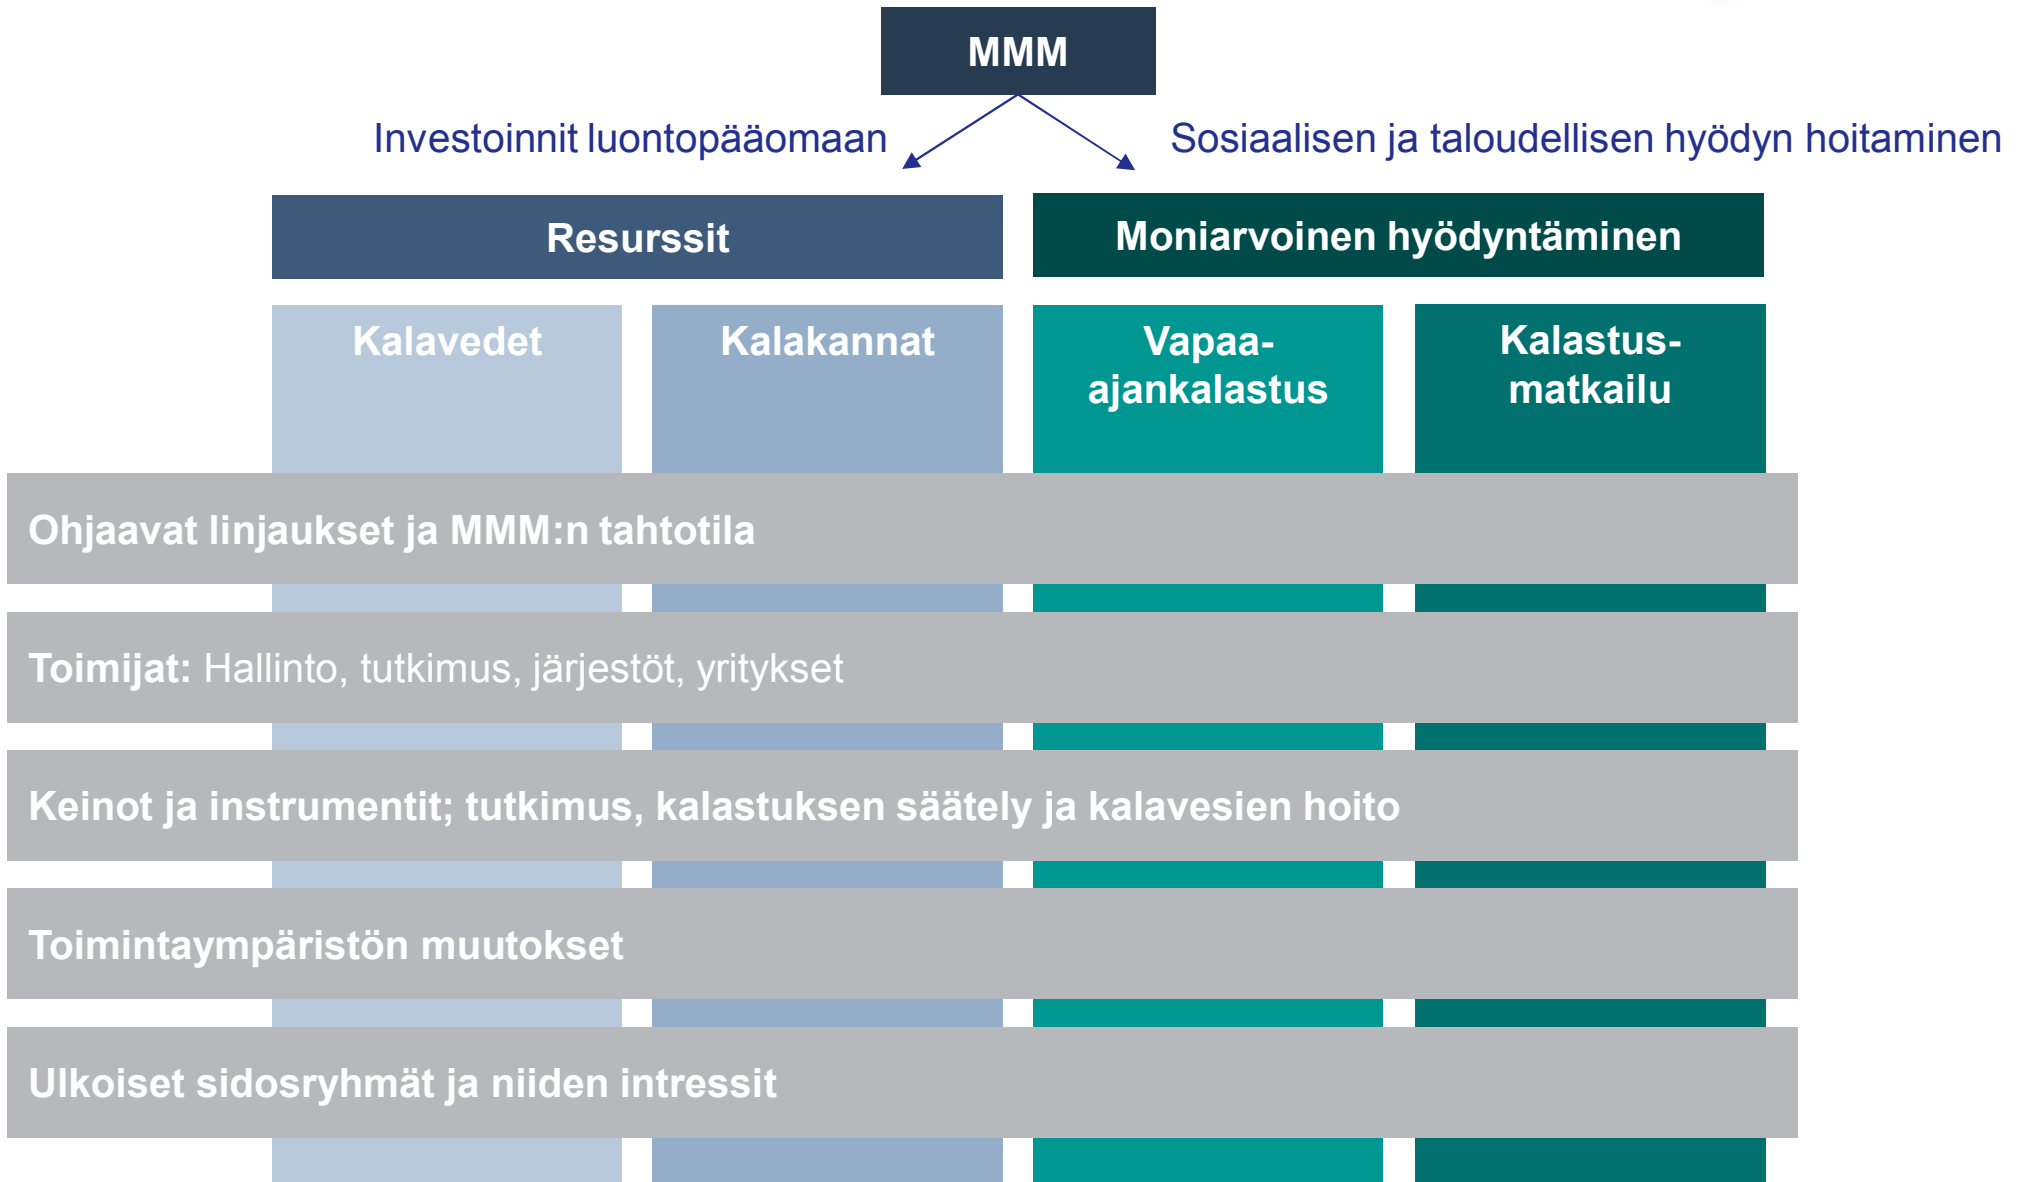 MMM
Investoinnit luontopääomaan
Sosiaalisen ja taloudellisen hyödyn hoitaminen
Resurssit
Moniarvoinen hyödyntäminen
Kalavedet
Kalakannat
Vapaa-
ajankalastus
Kalastus-
matkailu
Ohjaavat linjaukset ja MMM:n tahtotila
Toimijat: Hallinto, tutkimus, järjestöt, yritykset
Keinot ja instrumentit; tutkimus, kalastuksen säätely ja kalavesien hoito
Toimintaympäristön muutokset
Ulkoiset sidosryhmät ja niiden intressit